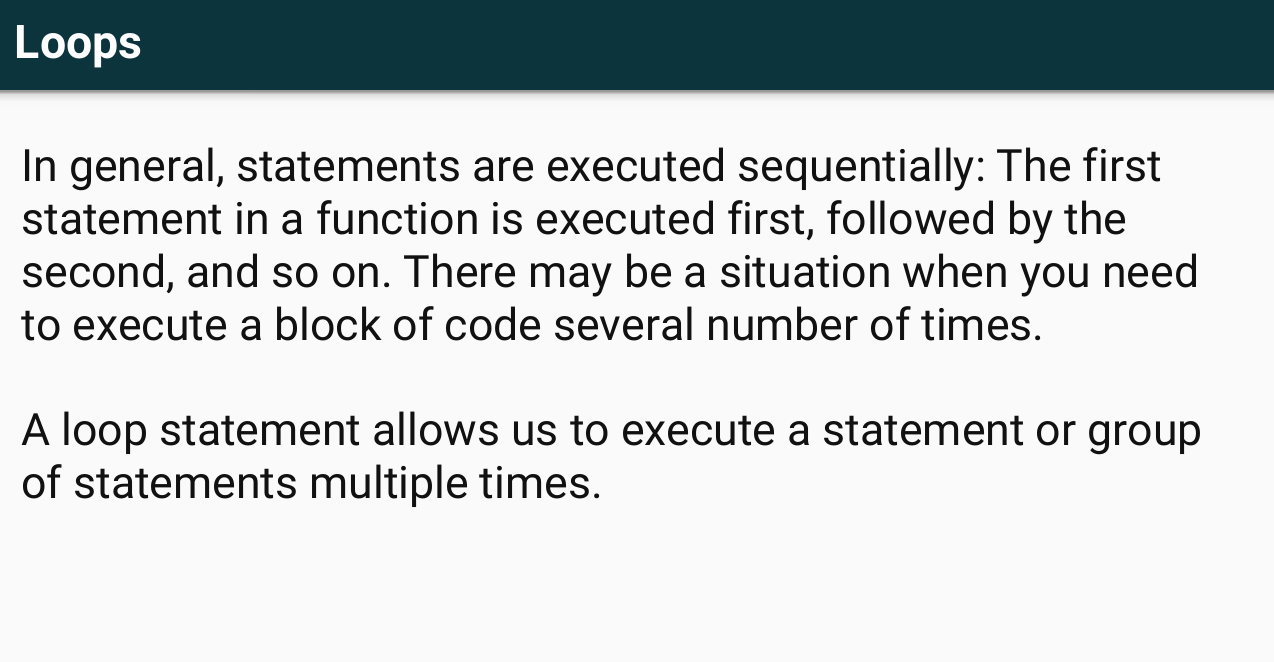 Loops
In general, statements are executed sequentially: The first
statement in a function is executed first, followed by the
second, and so on. There may be a situation when you need
to execute a block of code several number of times.
A loop statement allows us to execute a statement or group
of statements multiple times.